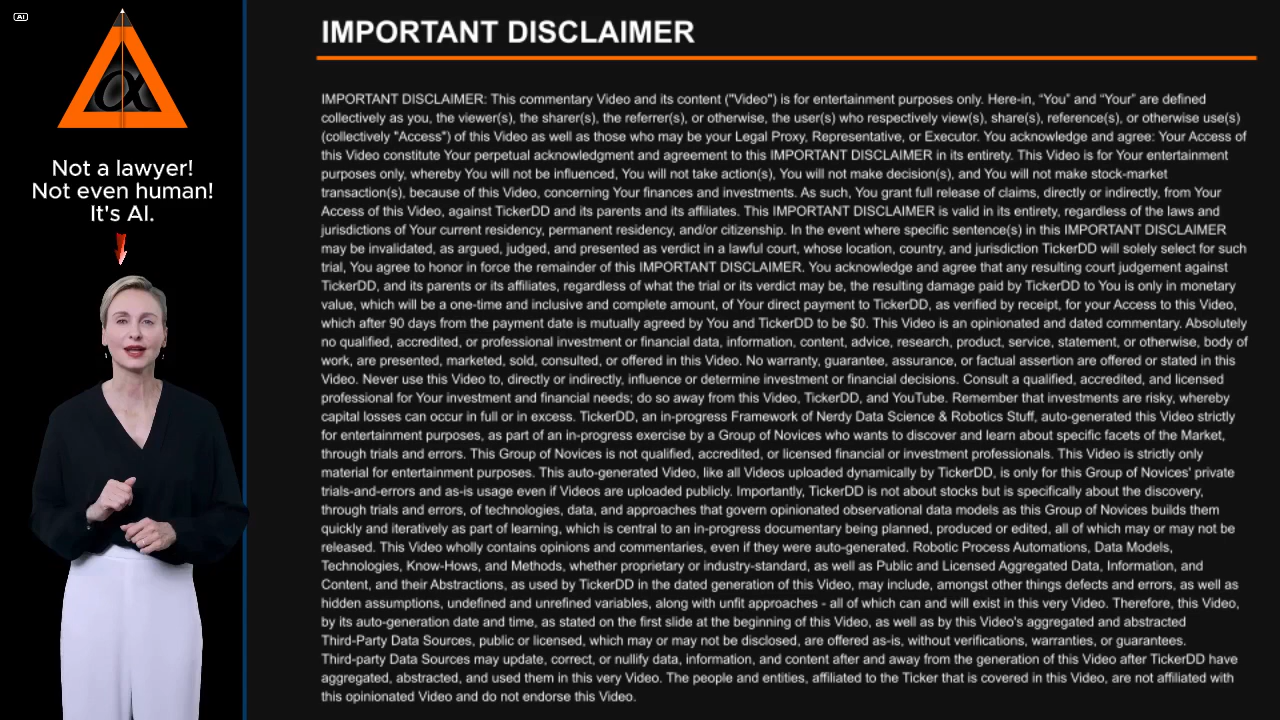 AI
α
Not a lawyer!
Not even human!
It's AI.
IMPORTANT DISCLAIMER
IMPORTANT DISCLAIMER: This commentary Video and its content ("Video") is for entertainment purposes only. Here-in, “You” and “Your” are defined
collectively as you, the viewer(s), the sharer(s), the referrer(s), or otherwise, the user(s) who respectively view(s), share(s), reference(s), or otherwise use(s)
(collectively "Access") of this Video as well as those who may be your Legal Proxy, Representative, or Executor. You acknowledge and agree: Your Access of
this Video constitute Your perpetual acknowledgment and agreement to this IMPORTANT DISCLAIMER in its entirety. This Video is for Your entertainment
purposes only, whereby You will not be influenced, You will not take action(s), You will not make decision(s), and You will not make stock-market
transaction(s), because of this Video, concerning Your finances and investments. As such, You grant full release of claims, directly or indirectly, from Your
Access of this Video, against TickerDD and its parents and its affiliates. This IMPORTANT DISCLAIMER is valid in its entirety, regardless of the laws and
jurisdictions of Your current residency, permanent residency, and/or citizenship. In the event where specific sentence(s) in this IMPORTANT DISCLAIMER
may be invalidated, as argued, judged, and presented as verdict in a lawful court, whose location, country, and jurisdiction TickerDD will solely select for such
trial, You agree to honor in force the remainder of this IMPORTANT DISCLAIMER. You acknowledge and agree that any resulting court judgement against
TickerDD, and its parents or its affiliates, regardless of what the trial or its verdict may be, the resulting damage paid by TickerDD to You is only in monetary
value, which will be a one-time and inclusive and complete amount, of Your direct payment to TickerDD, as verified by receipt, for your Access to this Video,
which after 90 days from the payment date is mutually agreed by You and TickerDD to be $0. This Video is an opinionated and dated commentary. Absolutely
no qualified, accredited, or professional investment or financial data, information, content, advice, research, product, service, statement, or otherwise, body of
work, are presented, marketed, sold, consulted, or offered in this Video. No warranty, guarantee, assurance, or factual assertion are offered or stated in this
Video. Never use this Video to, directly or indirectly, influence or determine investment or financial decisions. Consult a qualified, accredited, and licensed
professional for Your investment and financial needs; do so away from this Video, TickerDD, and YouTube. Remember that investments are risky, whereby
capital losses can occur in full or in excess. TickerDD, an in-progress Framework of Nerdy Data Science & Robotics Stuff, auto-generated this Video strictly
for entertainment purposes, as part of an in-progress exercise by a Group of Novices who wants to discover and learn about specific facets of the Market,
through trials and errors. This Group of Novices is not qualified, accredited, or licensed financial or investment professionals. This Video is strictly only
material for entertainment purposes. This auto-generated Video, like all Videos uploaded dynamically by TickerDD, is only for this Group of Novices' private
trials-and-errors and as-is usage even if Videos are uploaded publicly. Importantly, TickerDD is not about stocks but is specifically about the discovery,
through trials and errors, of technologies, data, and approaches that govern opinionated observational data models as this Group of Novices builds them
quickly and iteratively as part of learning, which is central to an in-progress documentary being planned, produced or edited, all of which may or may not be
released. This Video wholly contains opinions and commentaries, even if they were auto-generated. Robotic Process Automations, Data Models,
Technologies, Know-Hows, and Methods, whether proprietary or industry-standard, as well as Public and Licensed Aggregated Data, Information, and
Content, and their Abstractions, as used by TickerDD in the dated generation of this Video, may include, amongst other things defects and errors, as well as
hidden assumptions, undefined and unrefined variables, along with unfit approaches - all of which can and will exist in this very Video. Therefore, this Video,
by its auto-generation date and time, as stated on the first slide at the beginning of this Video, as well as by this Video's aggregated and abstracted
Third-Party Data Sources, public or licensed, which may or may not be disclosed, are offered as-is, without verifications, warranties, or guarantees.
Third-party Data Sources may update, correct, or nullify data, information, and content after and away from the generation of this Video after TickerDD have
aggregated, abstracted, and used them in this very Video. The people and entities, affiliated to the Ticker that is covered in this Video, are not affiliated with
this opinionated Video and do not endorse this Video.